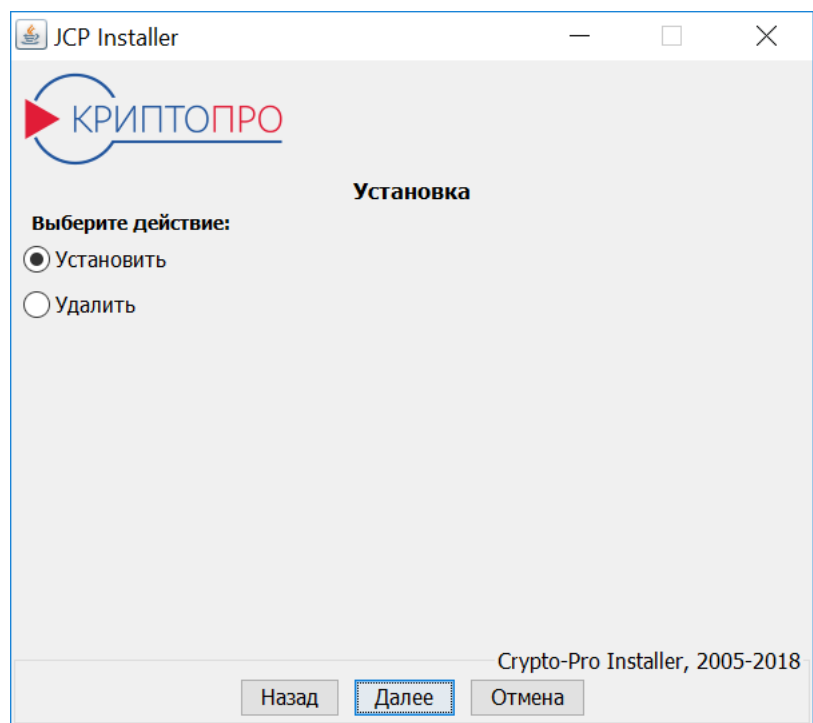 JCP Installer
КРИПТОПРО
Установка
Выберите действие:
Установить
Удалить
Crypto-Pro Installer, 2005-2018
Назад Далее Отмена